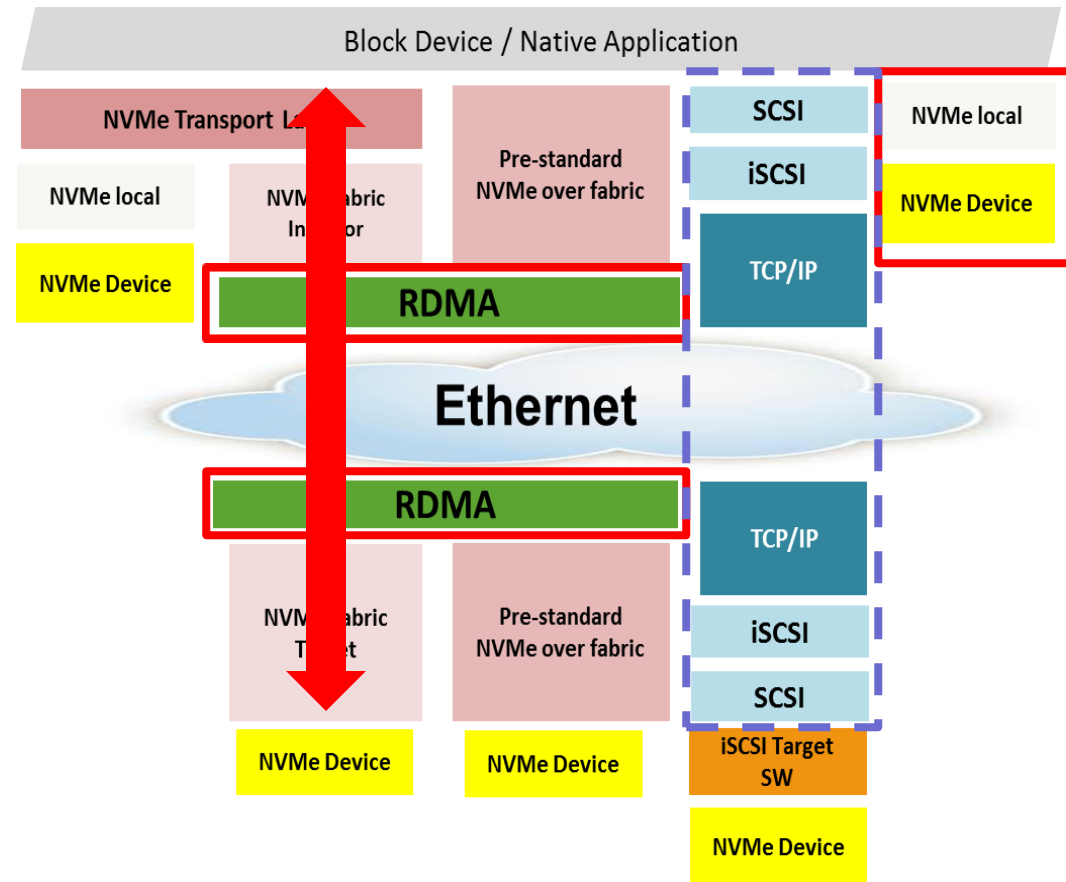 Block Device / Native Application
NVMe Transport
NVMe local
NVMe Device
RDMA
Pre-standard
NVMe over fabric
SCSI
iSCSI
TCP/IP
NVMe local
NVMe Device
Ethernet
RDMA
NVMe Device
Pre-standard
NVMe over fabric
NVMe Device
TCP/IP
iSCSI
SCSI
iSCSI Target
SW
NVMe Device